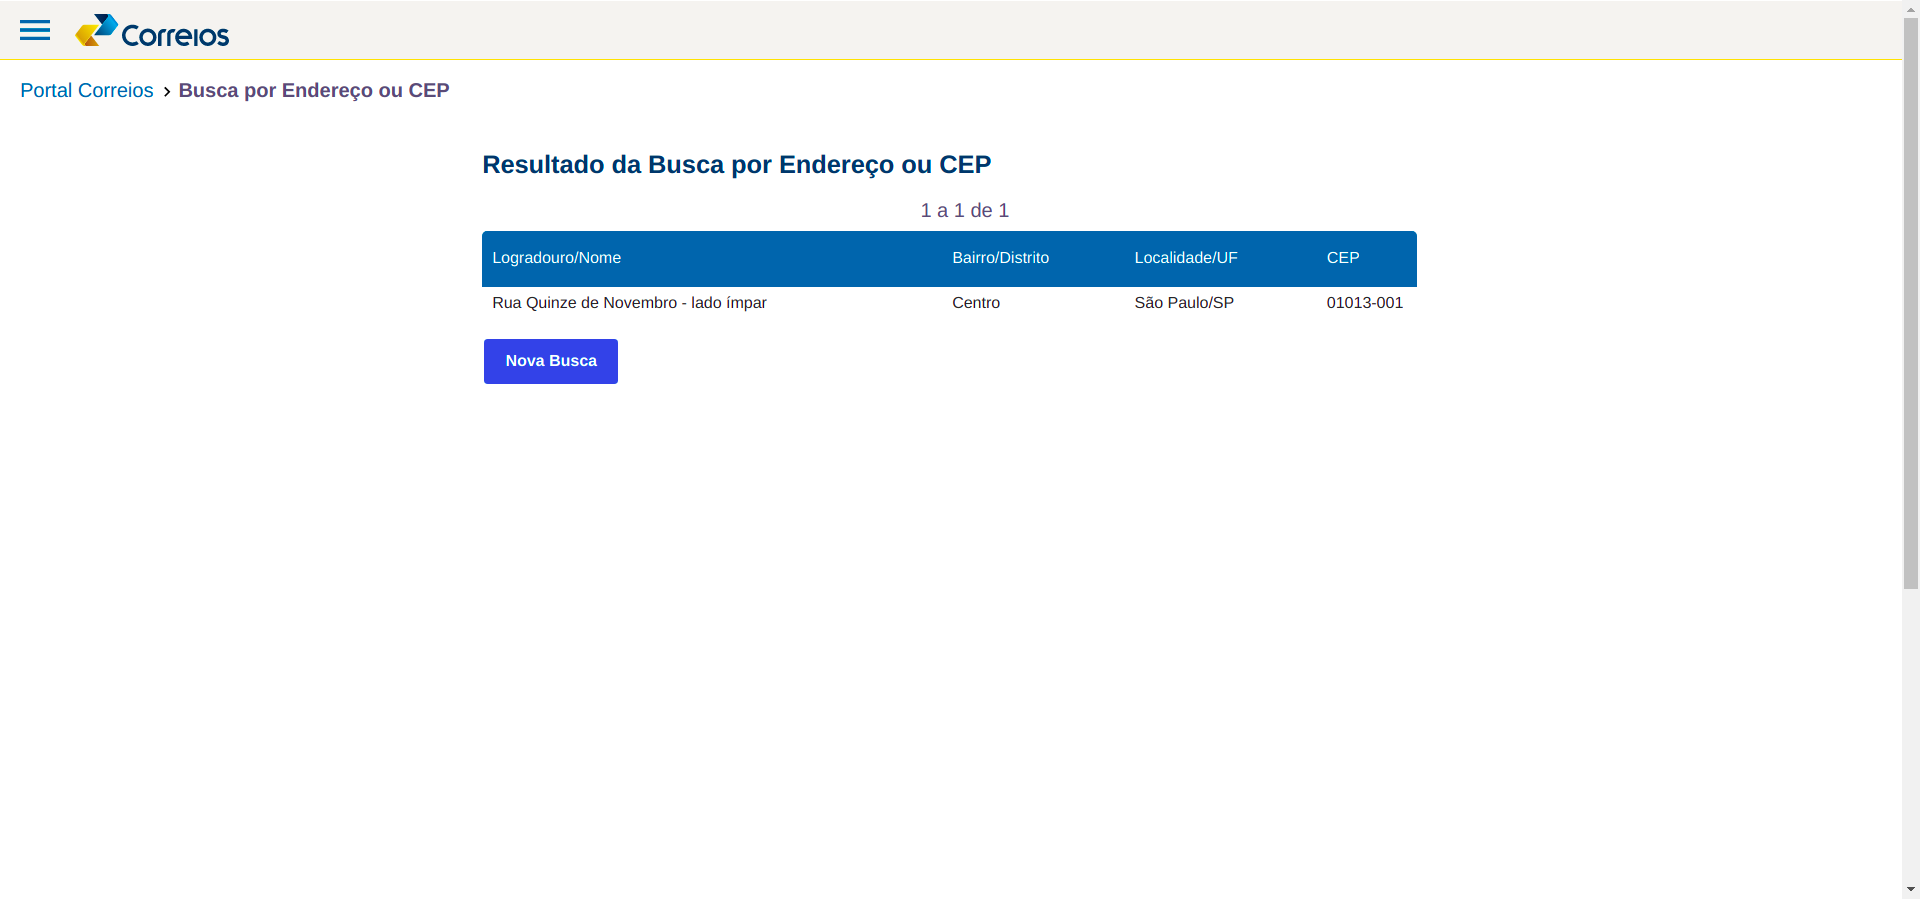 Correios
Portal Correios › Busca por Endereço ou CEP
Resultado da Busca por Endereço ou CEP
1 a 1 de 1
Logradouro/Nome Bairro/Distrito Localidade/UF CEP
Rua Quinze de Novembro - lado ímpar Centro São Paulo/SP 01013-001
Nova Busca